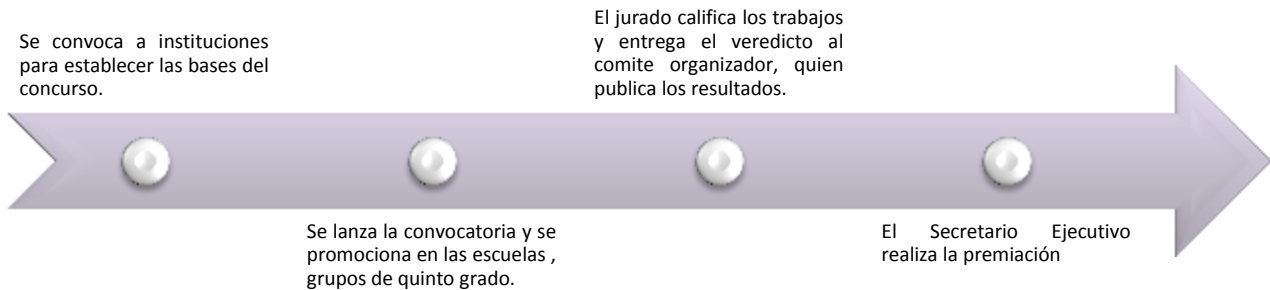 Se convoca a instituciones
para establecer las bases del
concurso.
Se lanza la convocatoria y se
promociona en las escuelas ,
grupos de quinto grado.
El jurado califica los trabajos
y entrega el veredicto al
comite organizador, quien
publica los resultados.
El Secretario Ejecutivo
realiza la premiación